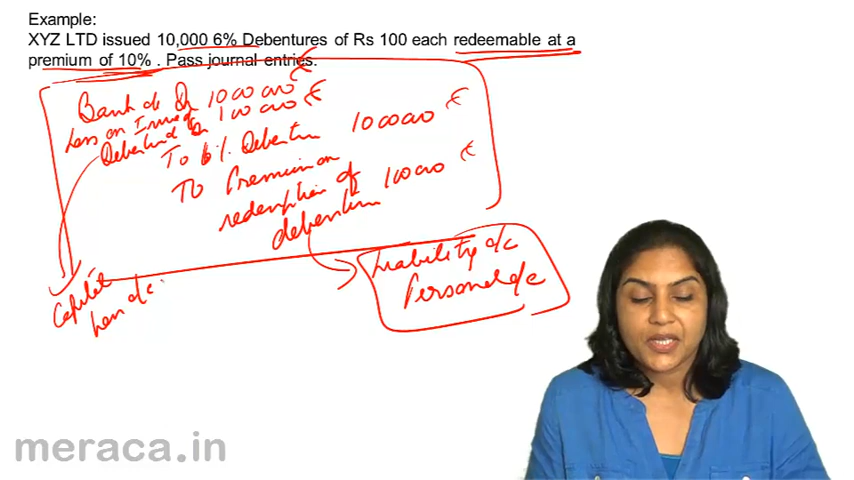 Example:
XYZ LTD issued 10,000 6% Debentures of Rs 100 each redeemable at a
premium of 10% . Pass journal entries.
Bank a/c Dr 1000000
Loss on Issue of
Debentures Dr 100000
To 6% Debenture 1000000
To Premium on
redemption of
debenture 100000
Liability a/c
Personal a/c
Capital
loss a/c
meraca.in